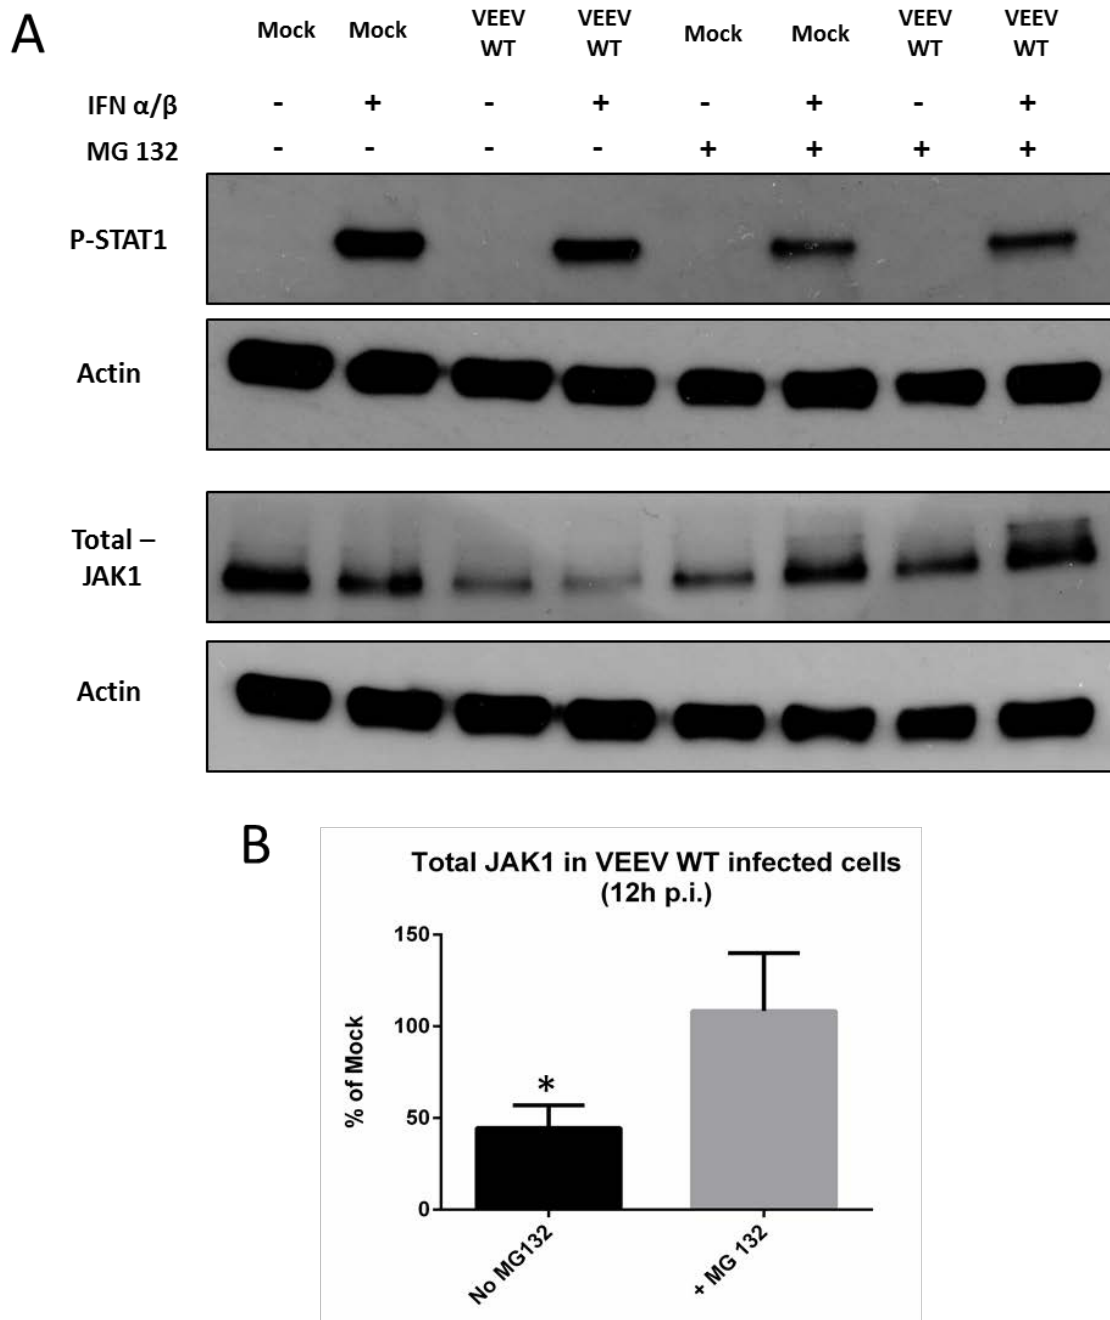 A
Mock Mock VEEV WT VEEV WT Mock Mock VEEV WT VEEV WT
IFN α/β - + - + - + - +
MG 132 - - - - + + + +
P-STAT1
Actin
Total –
JAK1
Actin
B
Total JAK1 in VEEV WT infected cells
(12h p.i.)
% of Mock
150
100
50
0
*
No MG132
+ MG 132